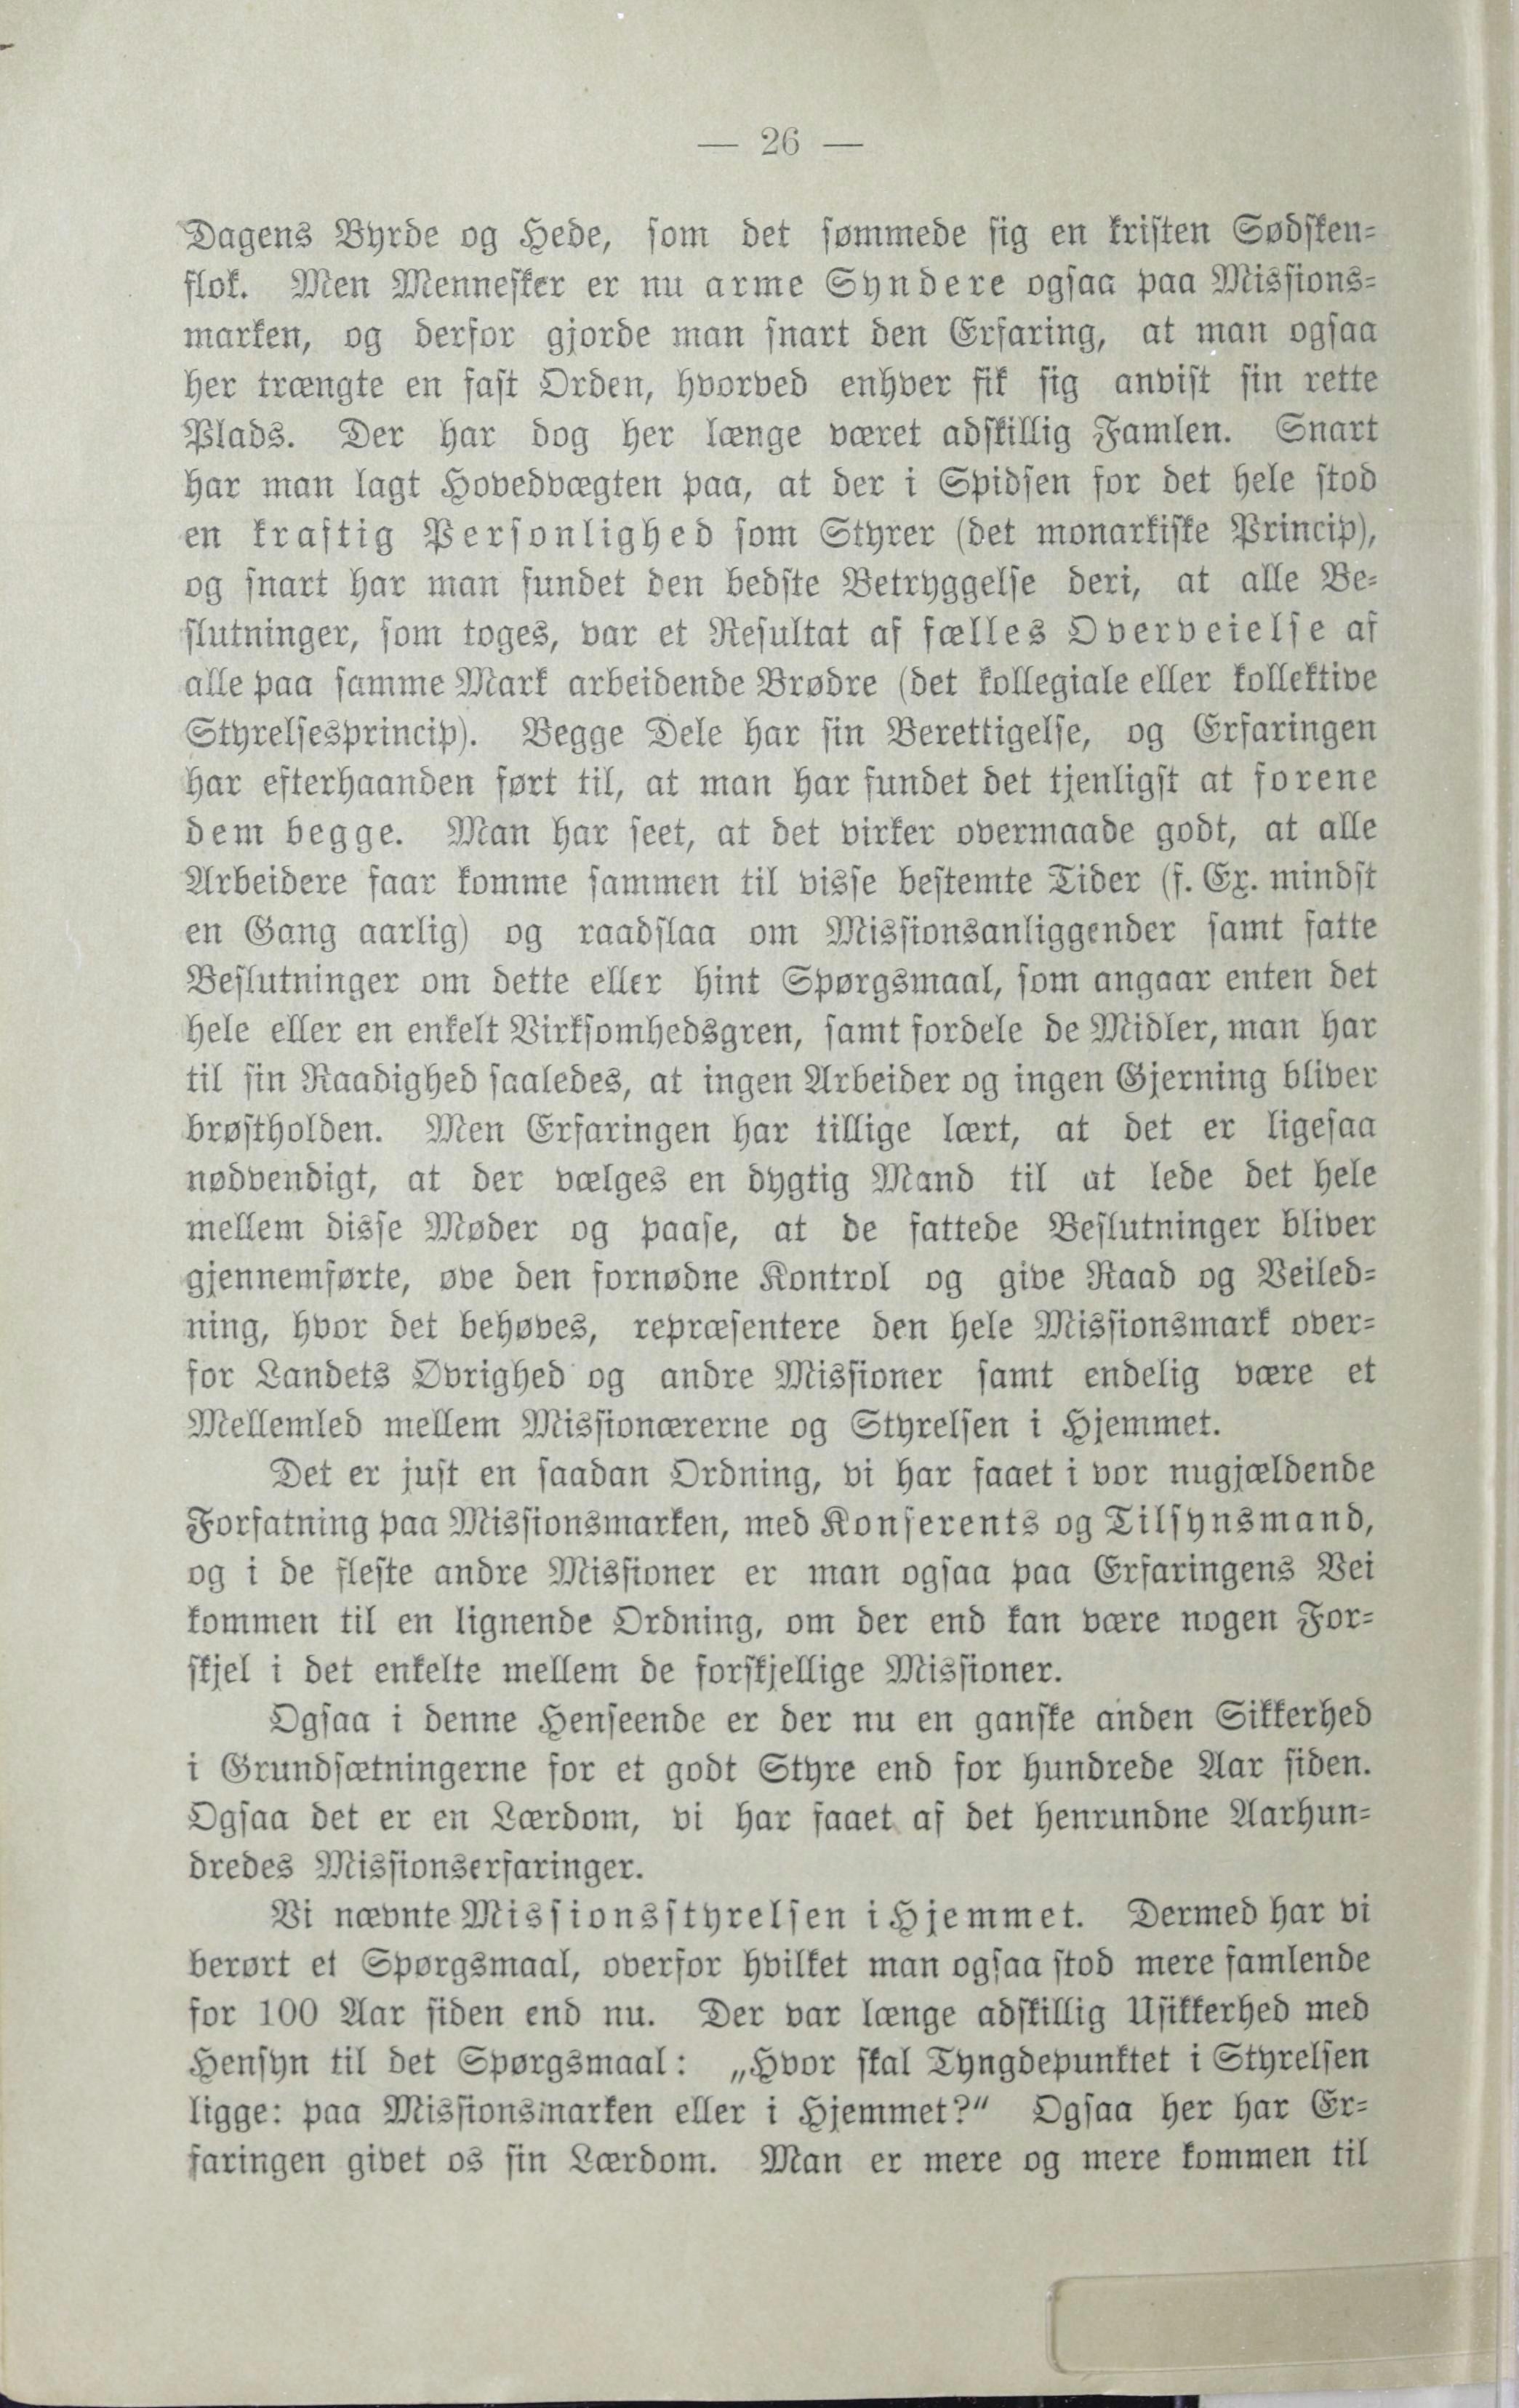 — 26 —
Dagens Byrde og Hede, som det sømmede sig en kristen Sødsken-
flok. Men Mennesker er nu arme Syndere ogsaa paa Missions-
marken, og derfor gjorde man snart den Erfaring, at man ogsaa
her trængte en fast Orden, hvorved enhver fik sig anvist sin rette
Plads. Der har dog her længe været adskillig Famlen. Snart
har man lagt Hovedvægten paa, at der i Spidsen for det hele stod
en kraftig Personlighed som Styrer (det monarkiske Princip),
og snart har man fundet den bedste Betryggelse deri, at alle Be-
slutninger, som toges, var et Resultat af fælles Overveielse af
alle paa samme Mark arbeidende Brødre (det kollegiale eller kollektive
Styrelsesprincip). Begge Dele har sin Berettigelse, og Erfaringen
har efterhaanden ført til, at man har fundet det tjenligst at forene
dem begge. Man har seet, at det virker overmaade godt, at alle
Arbeidere faar komme sammen til visse bestemte Tider (f. Ex. mindst
en Gang aarlig) og raadslaa om Missionsanliggender samt fatte
Beslutninger om dette eller hint Spørgsmaal, som angaar enten det
hele eller en enkelt Virksomhedsgren, samt fordele de Midler, man har
til sin Raadighed saaledes, at ingen Arbeider og ingen Gjerning bliver
brøstholden. Men Erfaringen har tillige lært, at det er ligesaa
nødvendigt, at der vælges en dygtig Mand til at lede det hele
mellem disse Møder og paase, at de fattede Beslutninger bliver
gjennemførte, øve den fornødne Kontrol og give Raad og Veiled-
ning, hvor det behøves, repræsentere den hele Missionsmark over-
for Landets Øvrighed og andre Missioner samt endelig være et
Mellemled mellem Missionærerne og Styrelsen i Hjemmet.
Det er just en saadan Ordning, vi har faaet i vor nugjældende
Forfatning paa Missionsmarken, med Konferents og Tilsynsmand,
og i de fleste andre Missioner er man ogsaa paa Erfaringens Vei
kommen til en lignende Ordning, om der end kan være nogen For-
skjel i det enkelte mellem de forskjellige Missioner.
Ogsaa i denne Henseende er der nu en ganske anden Sikkerhed
i Grundsætningerne for et godt Styre end for hundrede Aar siden.
Ogsaa det er en Lærdom, vi har faaet af det henrundne Aarhun-
dredes Missionserfaringer.
Vi nævnte Missionsstyrelsen i Hjemmet. Dermed har vi
berørt et Spørgsmaal, overfor hvilket man ogsaa stod mere famlende
for 100 Aar siden end nu. Der var længe adskillig Usikkerhed med
Hensyn til det Spørgsmaal: „Hvor skal Tyngdepunktet i Styrelsen
ligge: paa Missionsmarken eller i Hjemmet?“ Ogsaa her har Er-
faringen givet os sin Lærdom. Man er mere og mere kommen til